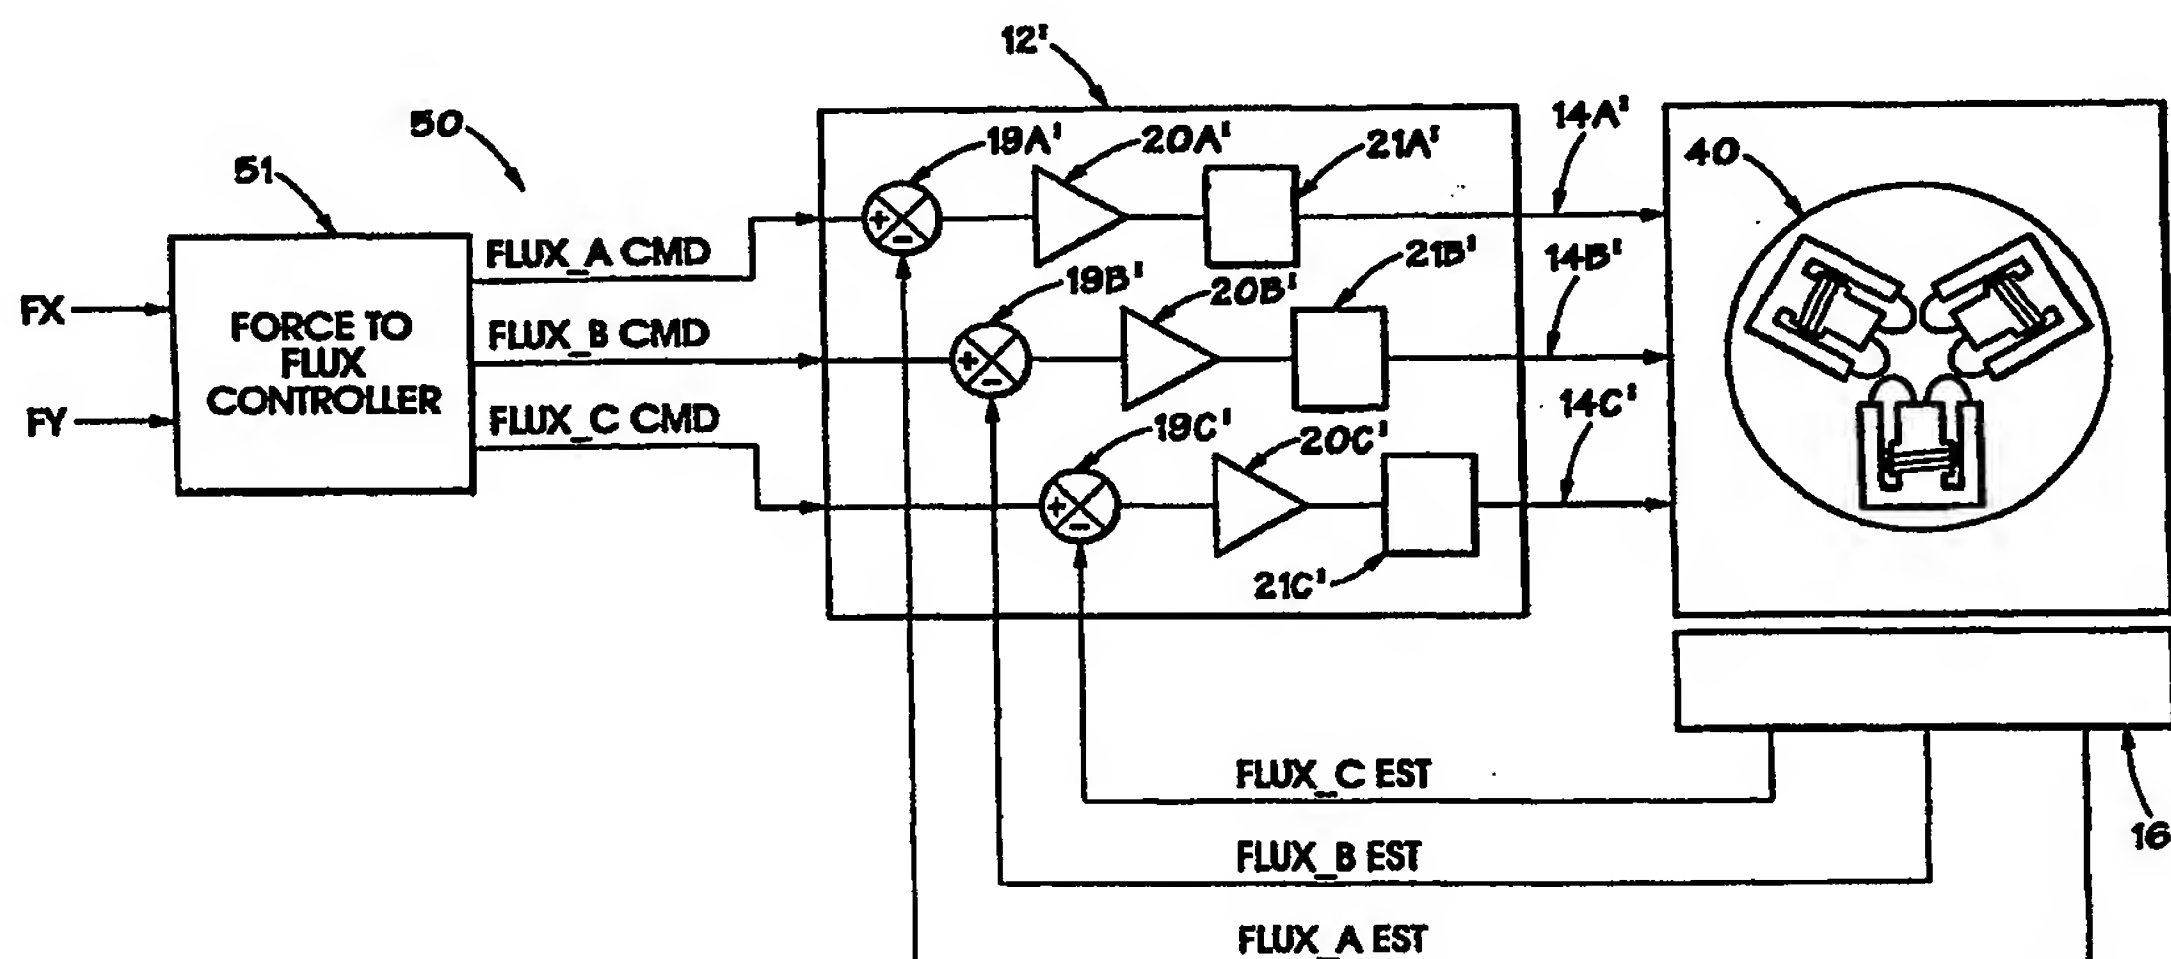 12'
50
19A'
20A'
21A'
14A'
40
51
FLUX_A CMD
19B'
20B'
21B'
14B'
FX
FORCE TO
FLUX
CONTROLLER
FLUX_B CMD
FY
FLUX_C CMD
19C'
20C'
14C'
21C'
FLUX_C EST
16
FLUX_B EST
FLUX_A EST